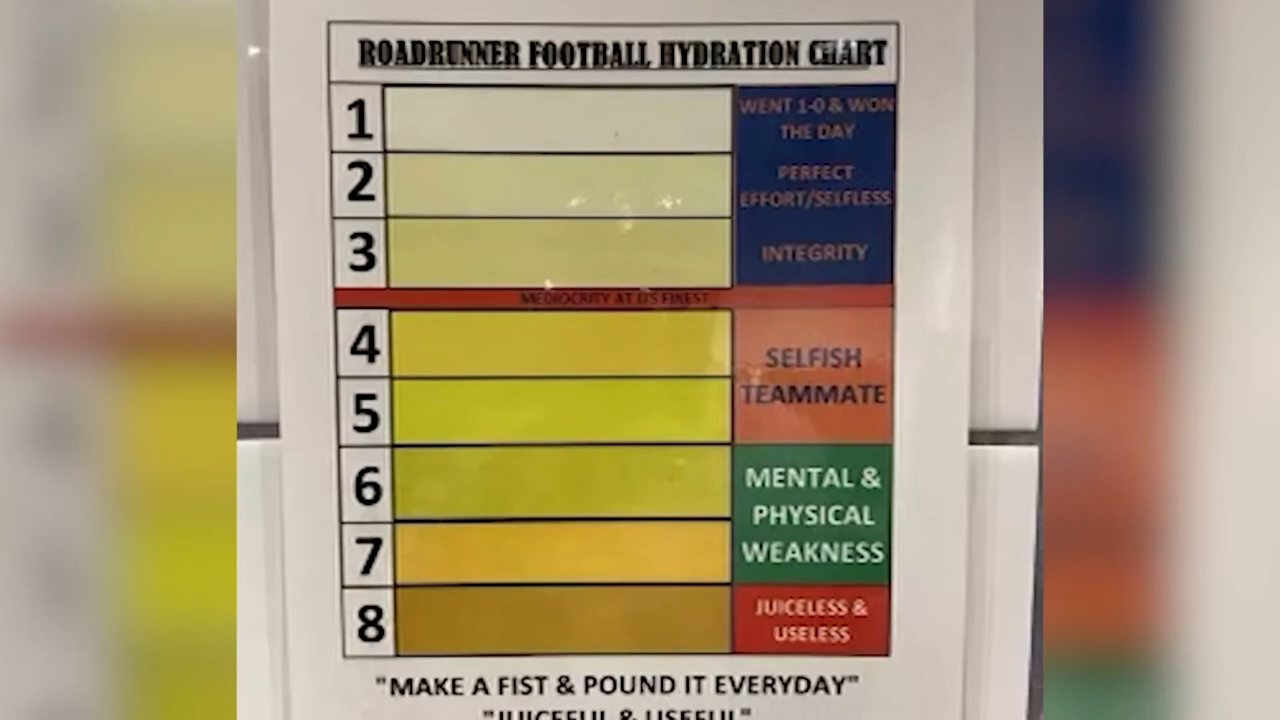 ROADRUNNER FOOTBALL HYDRATION CHART
1
WENT 1-0 & WON
THE DAY
2
PERFECT
EFFORT/SELFLESS
3
INTEGRITY
MEDIOCRITY AT ITS FINEST
4
SELFISH
TEAMMATE
5
6
MENTAL &
PHYSICAL
WEAKNESS
7
8
JUICELESS &
USELESS
"MAKE A FIST & POUND IT EVERYDAY"
"JUICEFUL & USEFUL"